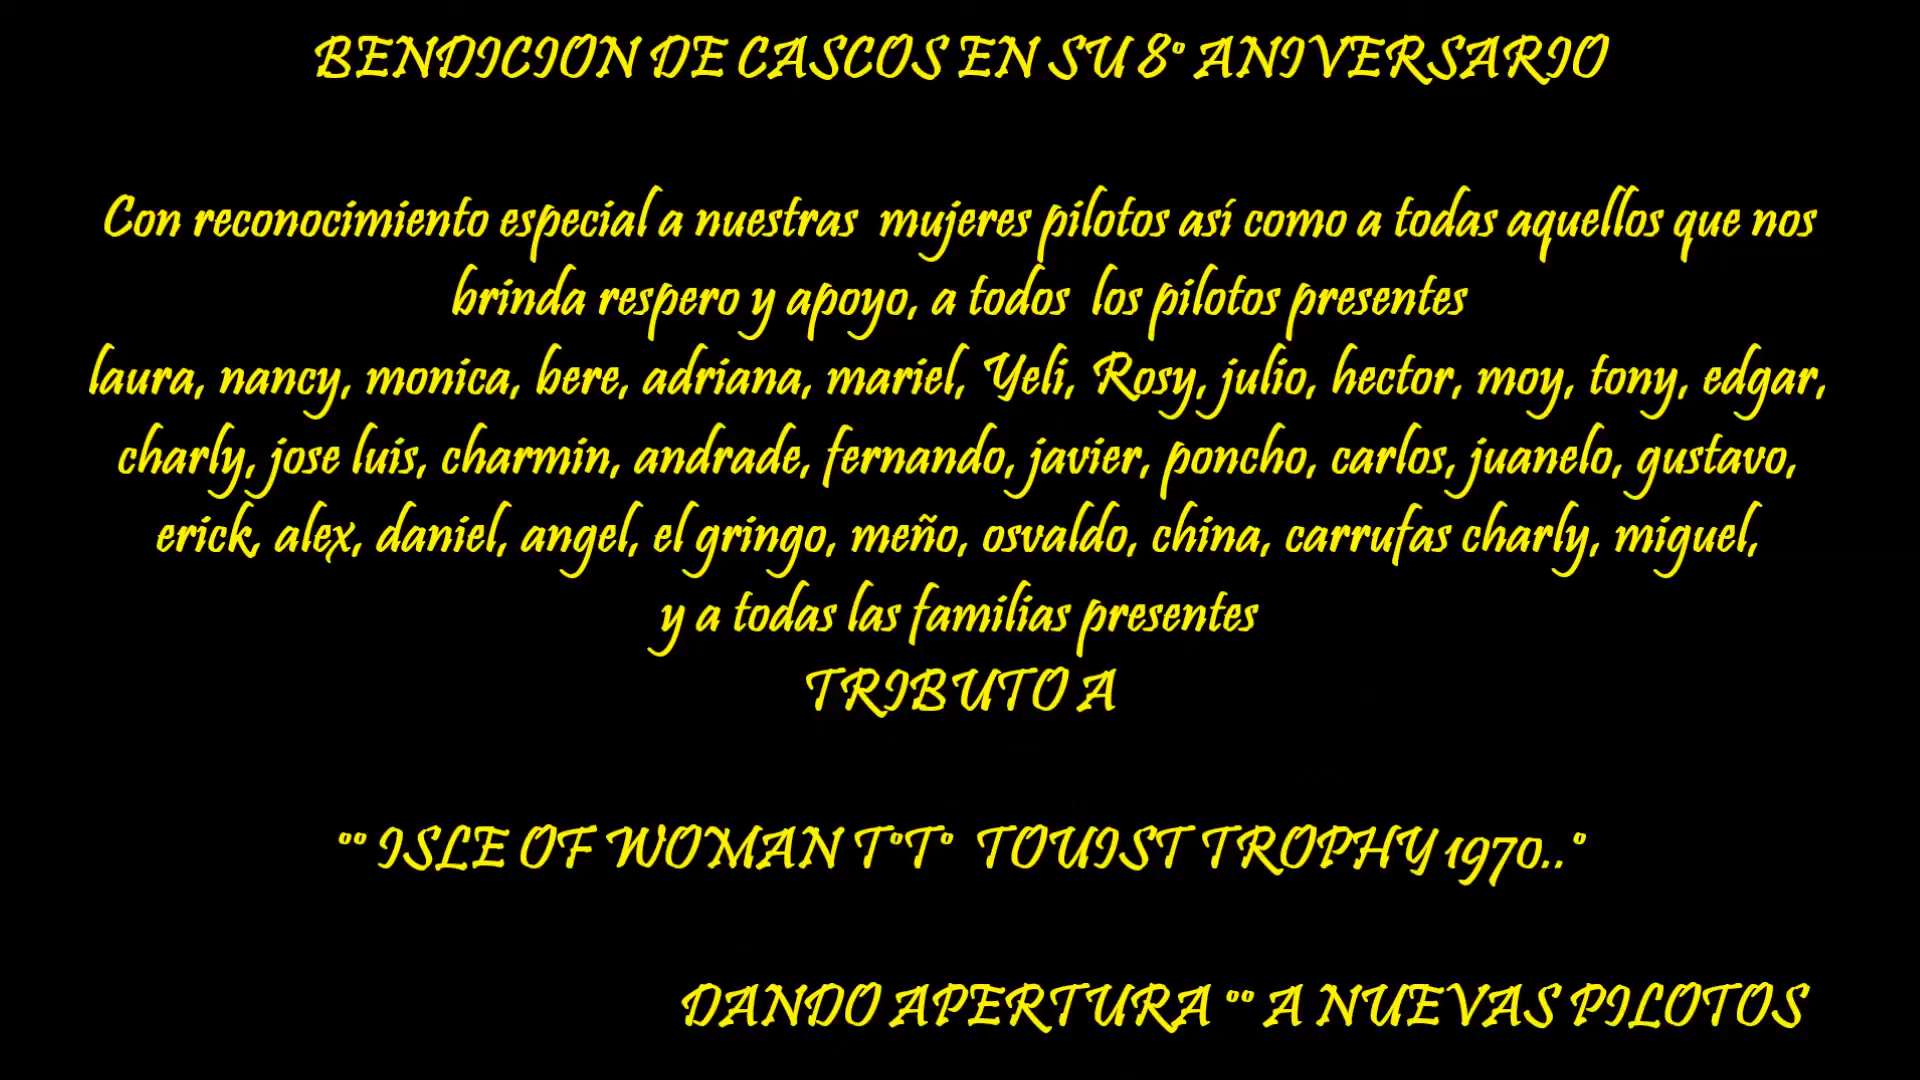 BENDICION DE CASCOS EN SU 8° ANIVERSARIO
Con reconocimiento especial a nuestras mujeres pilotos así como a todas aquellos que nos
brinda respero y apoyo, a todos los pilotos presentes
laura, nancy, monica, bere, adriana, mariel, Yeli, Rosy, julio, hector, moy, tony, edgar,
charly, jose luis, charmin, andrade, fernando, javier, poncho, carlos, juanelo, gustavo,
erick, alex, daniel, angel, el gringo, meño, osvaldo, china, carrufas charly, miguel,
y a todas las familias presentes
TRIBUTO A
°° ISLE OF WOMAN T°T° TOUIST TROPHY 1970..°
DANDO APERTURA °° A NUEVAS PILOTOS